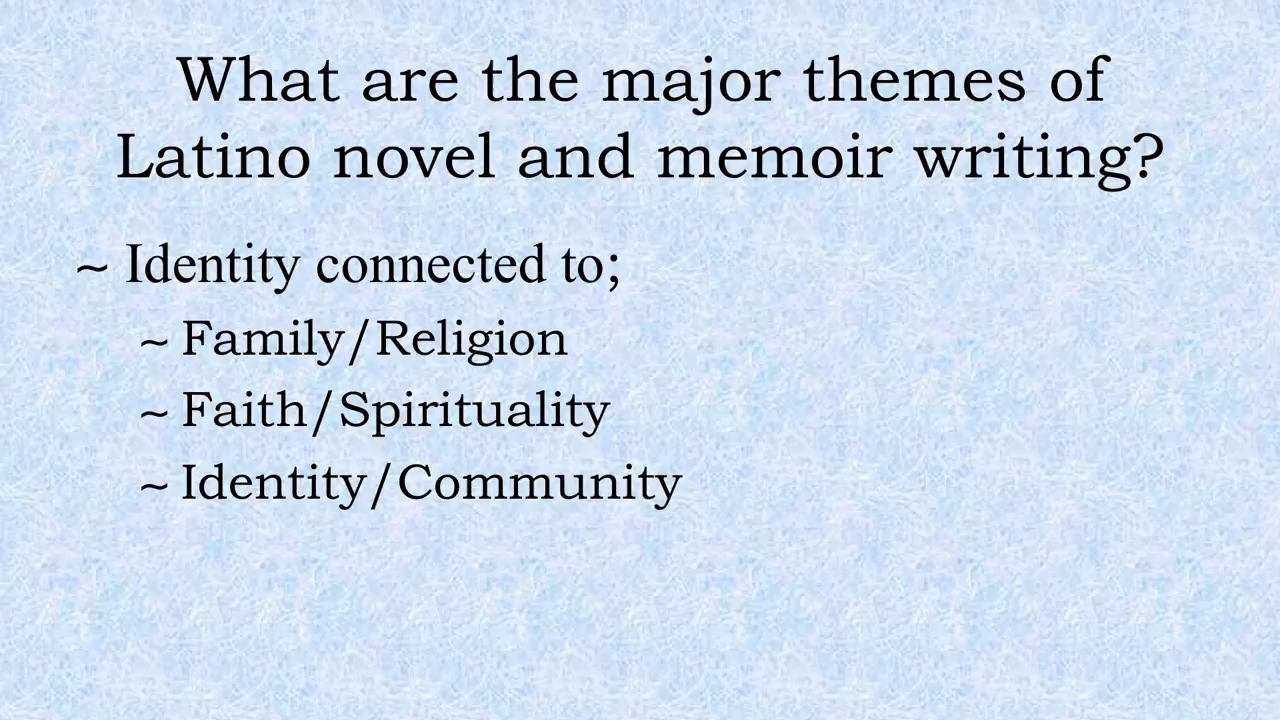 What are the major themes of
Latino novel and memoir writing?
~ Identity connected to;
~ Family/Religion
~ Faith/Spirituality
~ Identity/Community